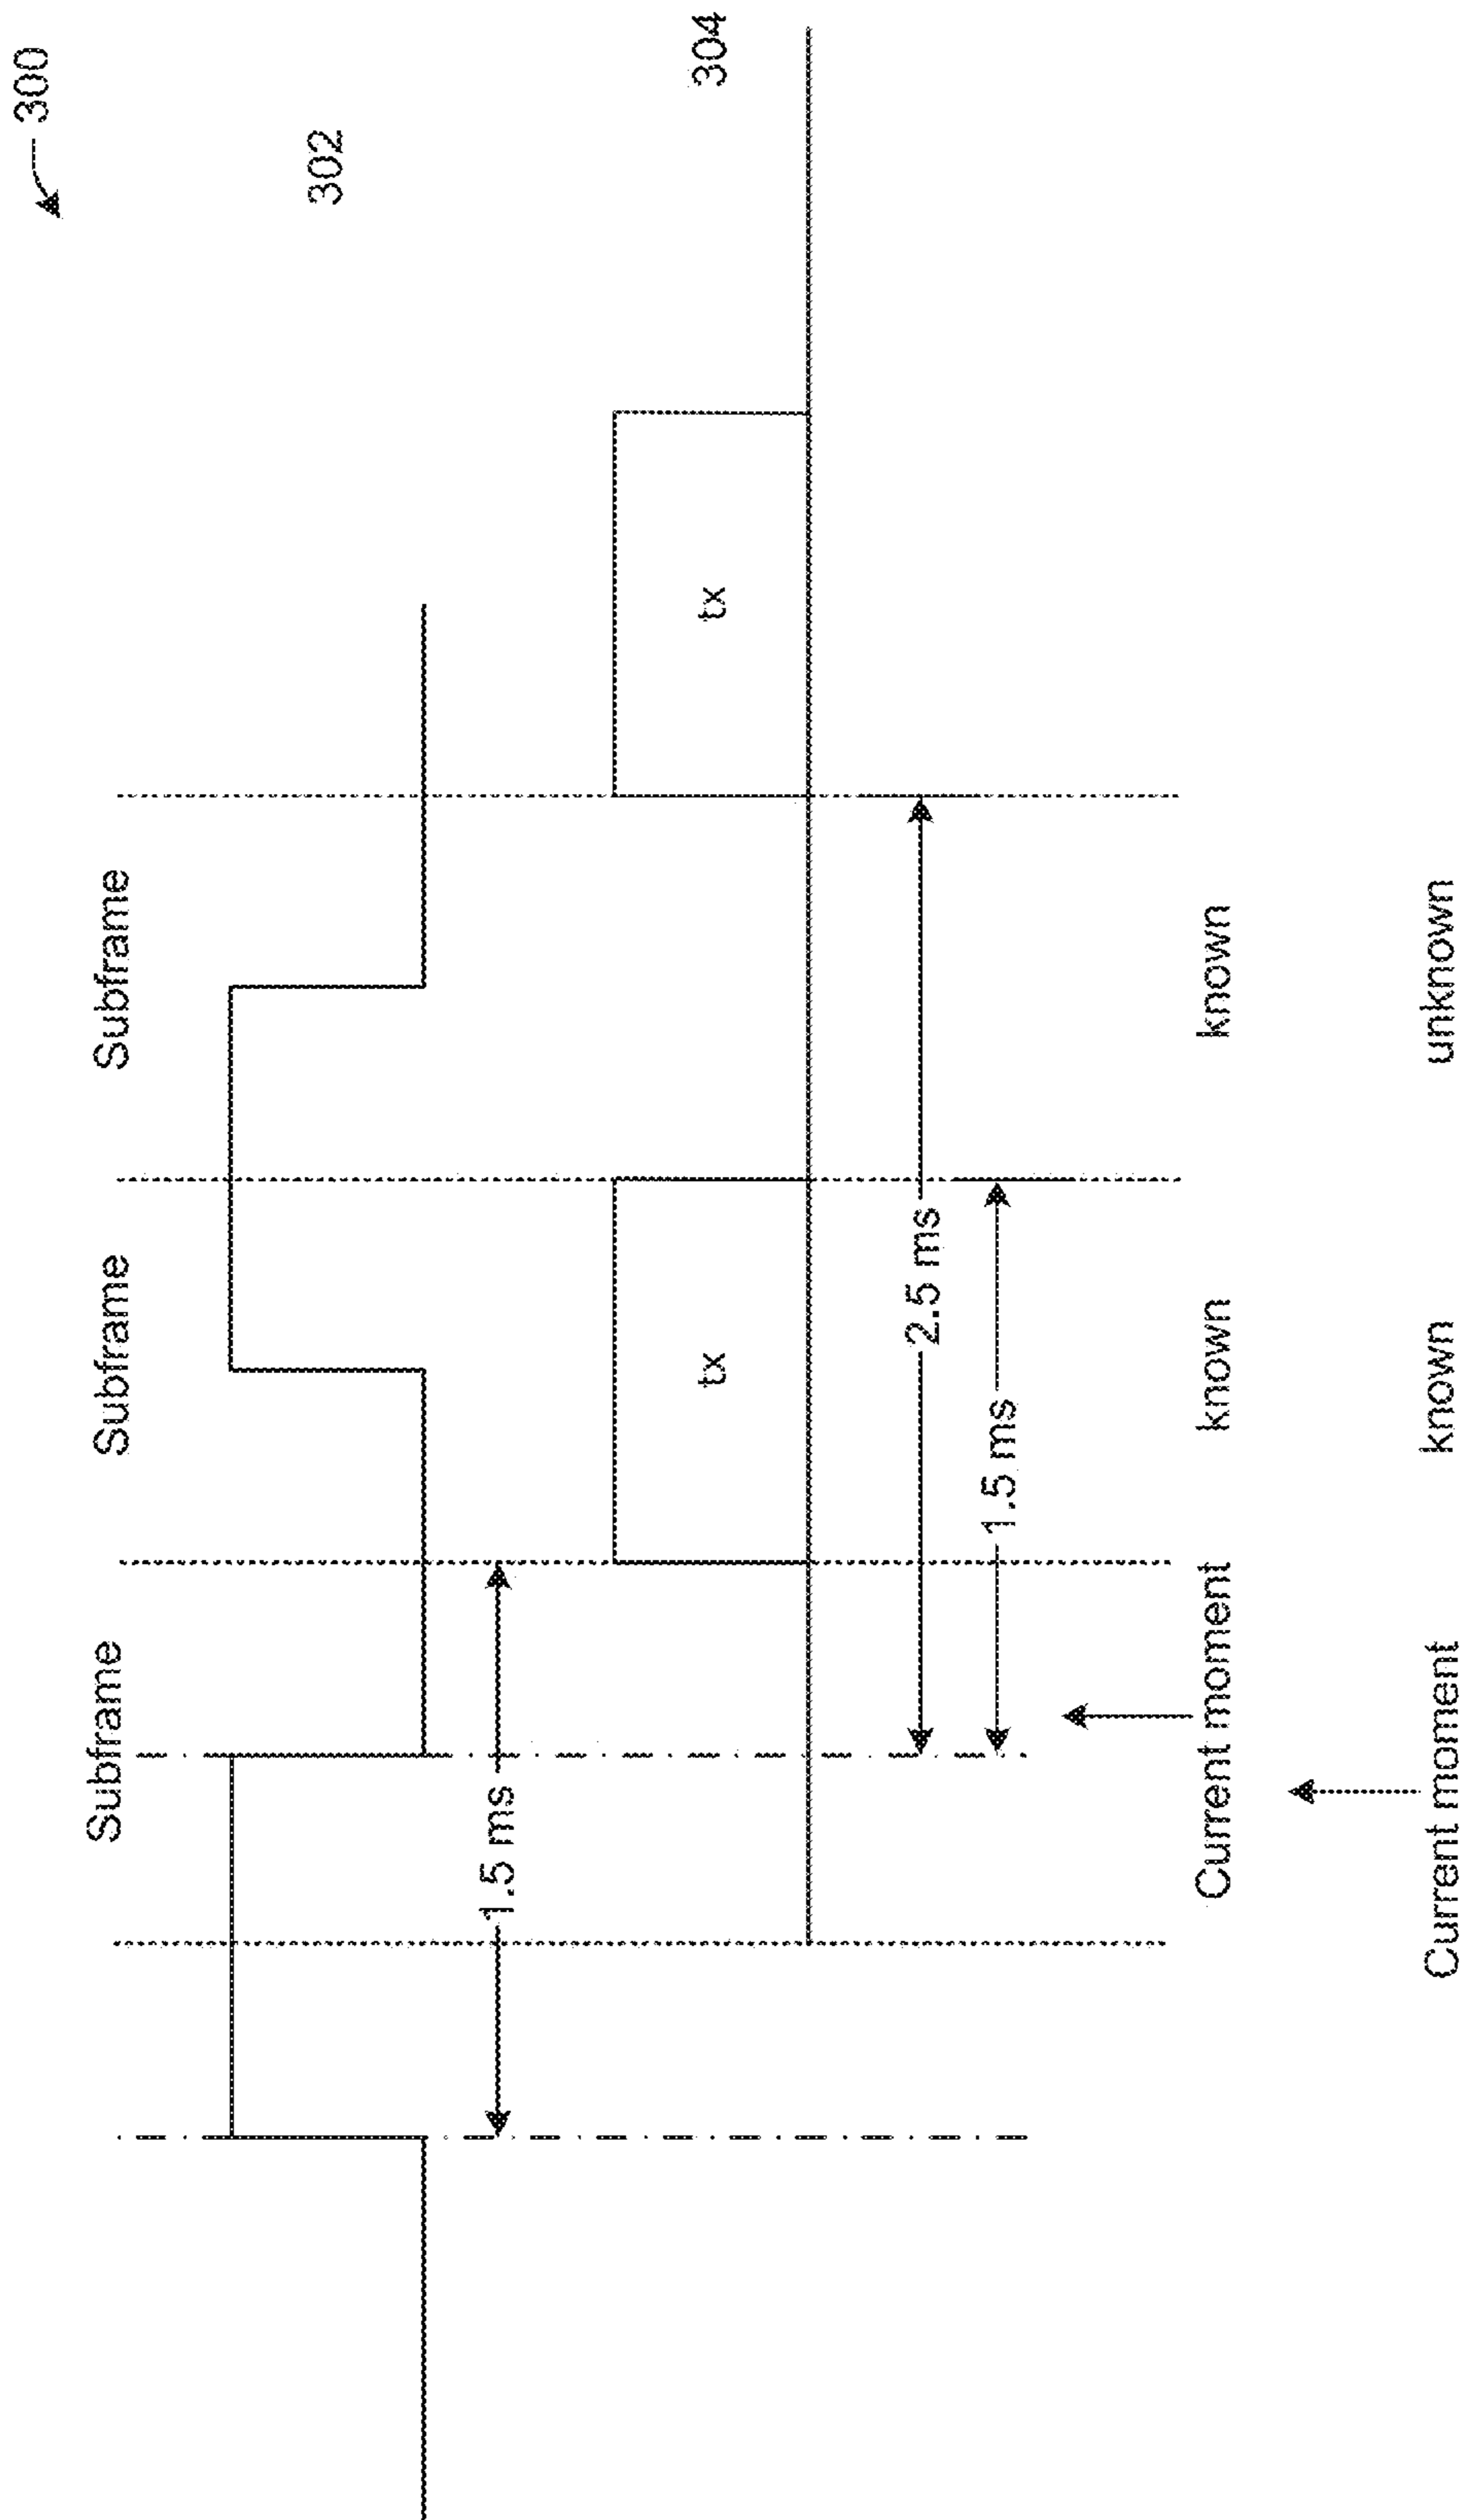 300
302
304
Subframe
Subframe
Subframe
1.5 ms
tx
tx
2.5 ms
1.5 ms
Current moment
known
known
Current moment
known
unknown